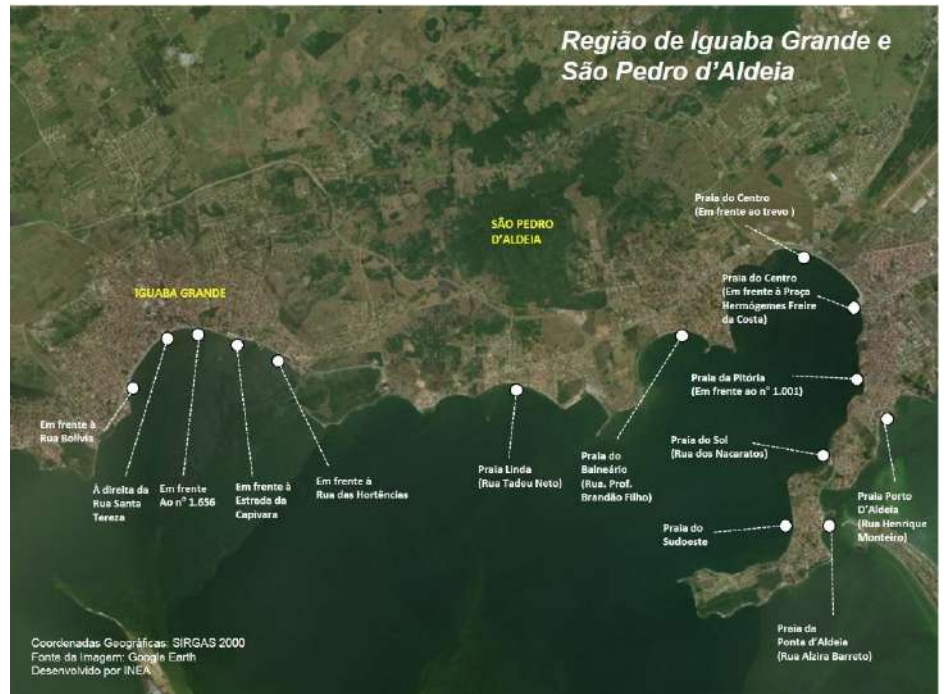 Região de Iguaba Grande e
São Pedro d'Aldeia
Praia do Centro
(Em frente ao trevo )
SÃO PEDRO
D'ALDEIA
Praia do Centro
(Em frente à Praça
Hermógemes Freire
da Costa)
IGUABA GRANDE
Praia da Pitória
(Em frente ao n° 1.001)
Em frente à
Rua Bolívia
Praia do Sol
(Rua dos Nacaratos)
À direita da
Rua Santa
Tereza
Em frente
Ao n° 1.656
Em frente à
Estrada da
Capivara
Em frente à
Rua das Hortências
Praia Linda
(Rua Tadeu Neto)
Praia do
Balneário
(Rua. Prof.
Brandão Filho)
Praia Porto
D'Aldeia
(Rua Henrique
Monteiro)
Praia do
Sudoeste
Praia da
Ponta d'Aldeia
(Rua Alzira Barreto)
Coordenadas Geográficas: SIRGAS 2000
Fonte da Imagem: Google Earth
Desenvolvido por INEA